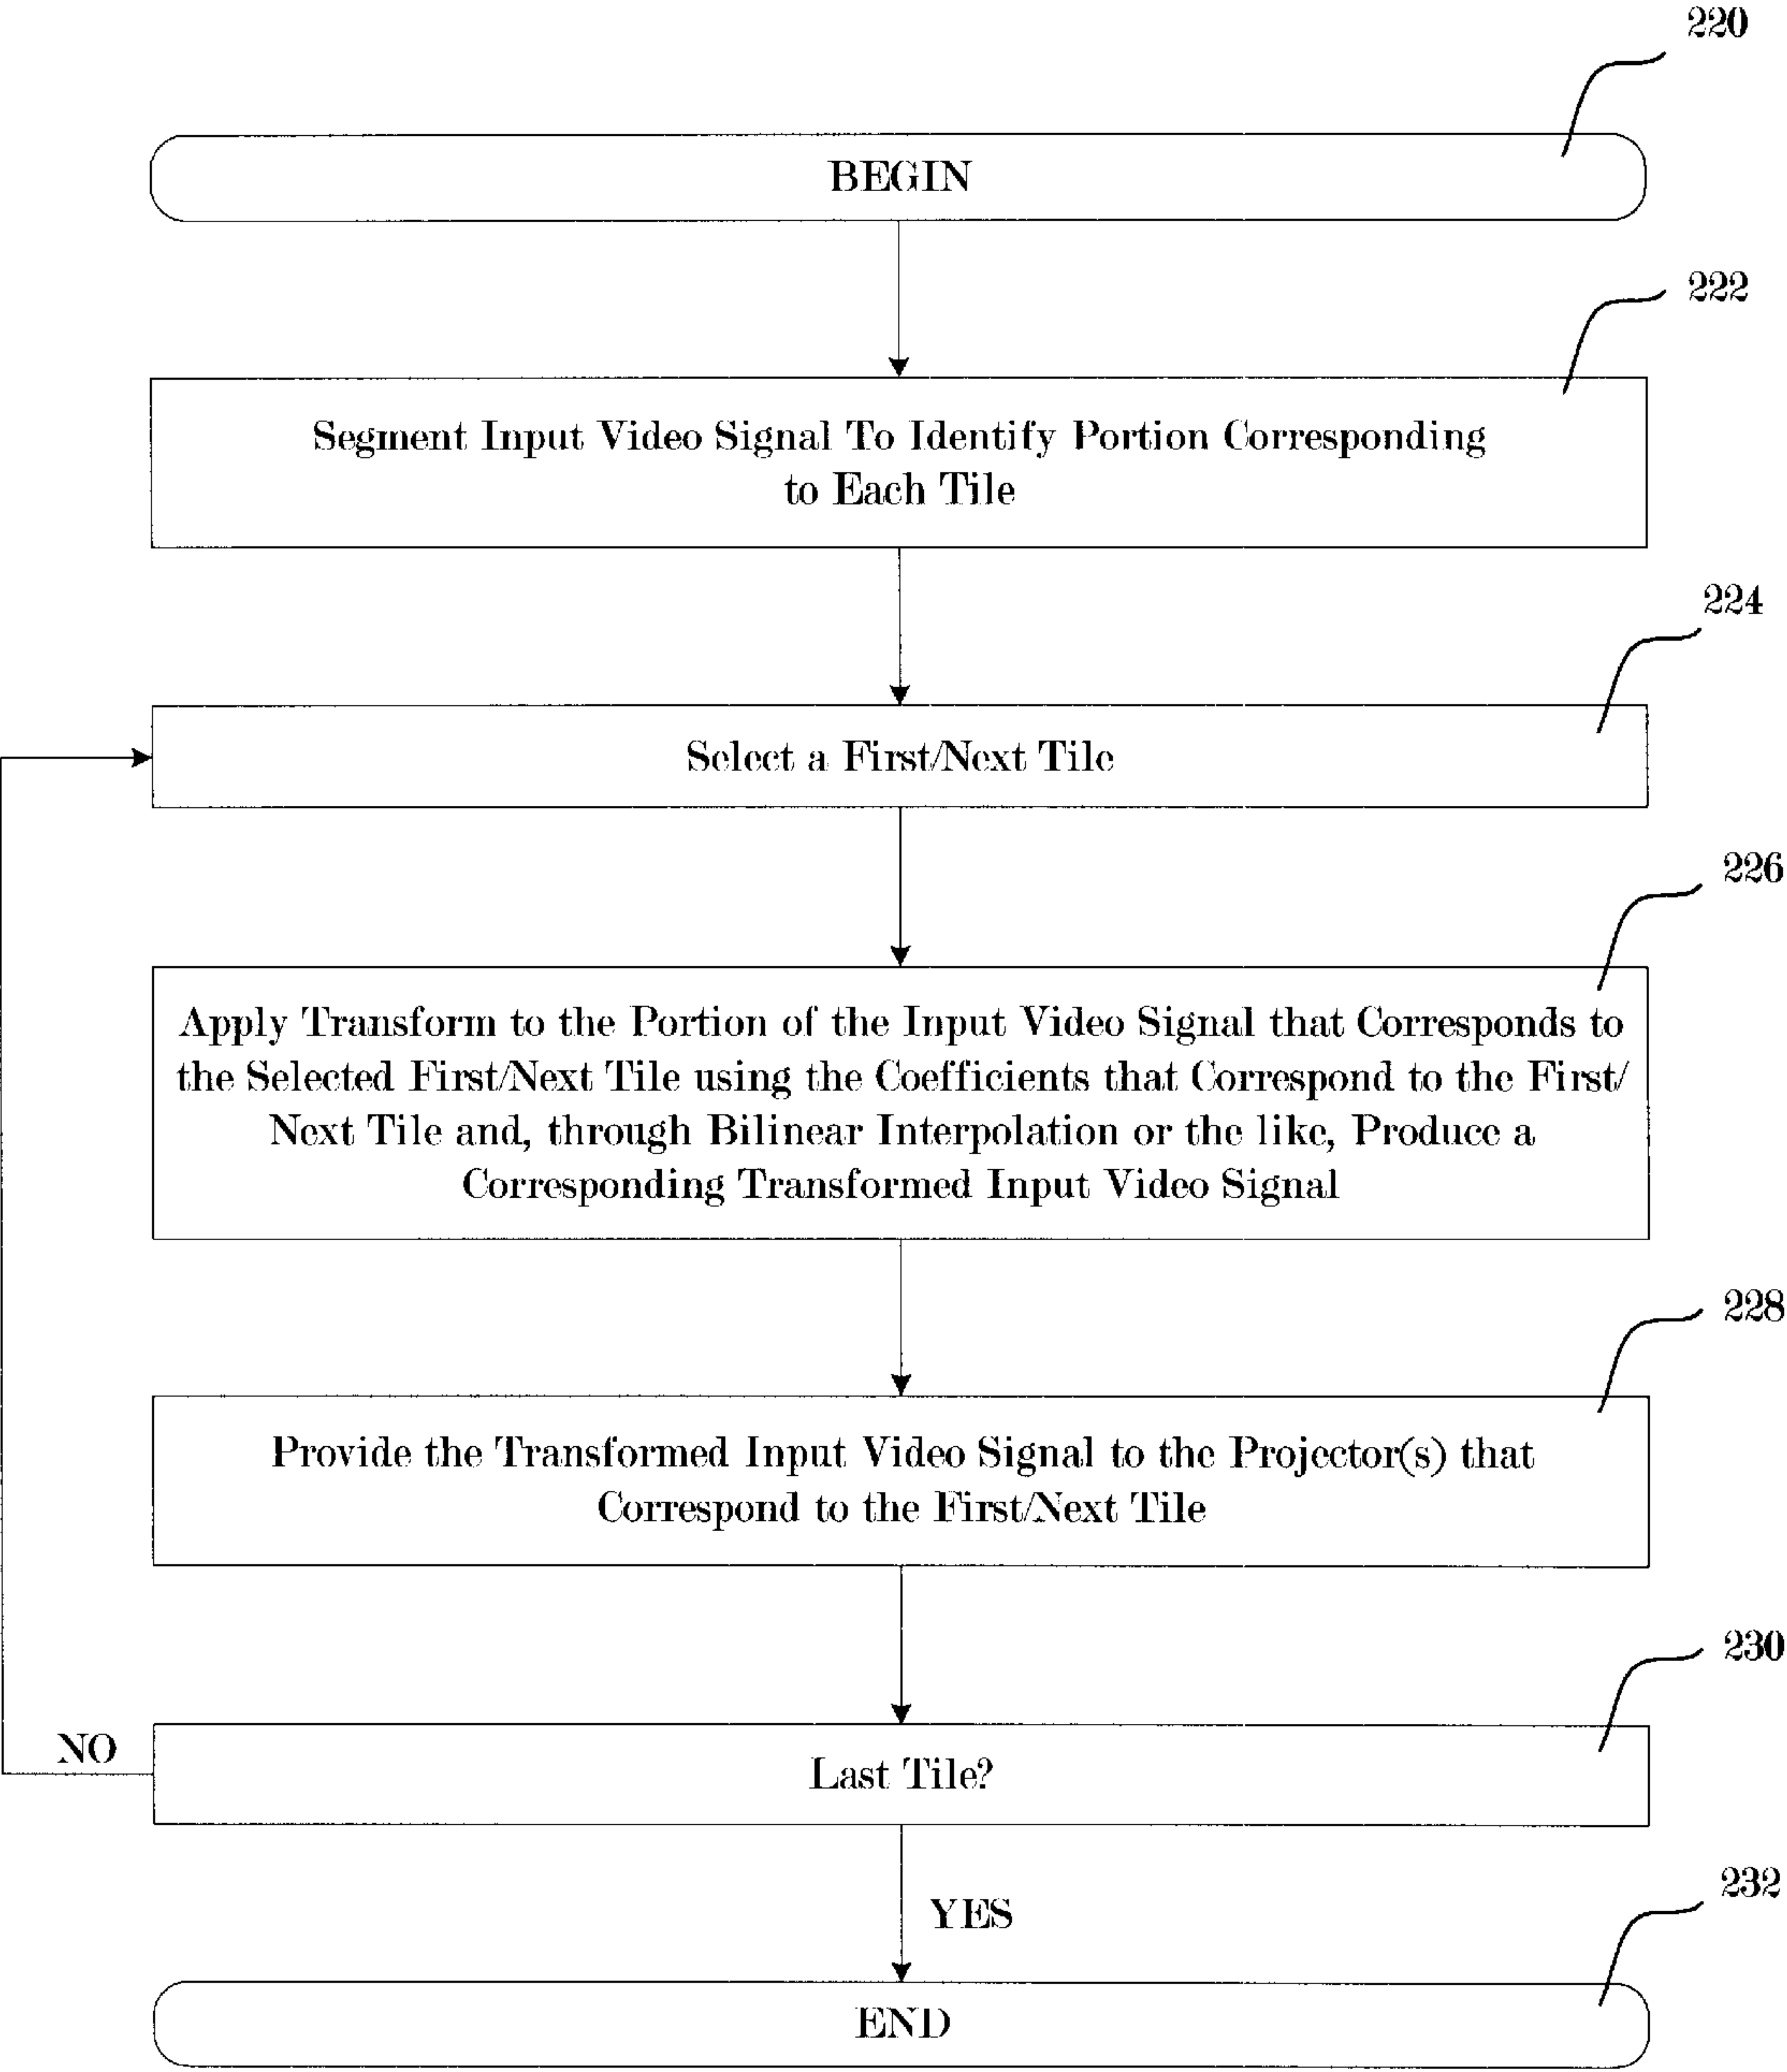 220
BEGIN
222
Segment Input Video Signal To Identify Portion Corresponding
to Each Tile
224
Select a First/Next Tile
226
Apply Transform to the Portion of the Input Video Signal that Corresponds to
the Selected First/Next Tile using the Coefficients that Correspond to the First/
Next Tile and, through Bilinear Interpolation or the like, Produce a
Corresponding Transformed Input Video Signal
228
Provide the Transformed Input Video Signal to the Projector(s) that
Correspond to the First/Next Tile
230
NO
Last Tile?
YES
232
END